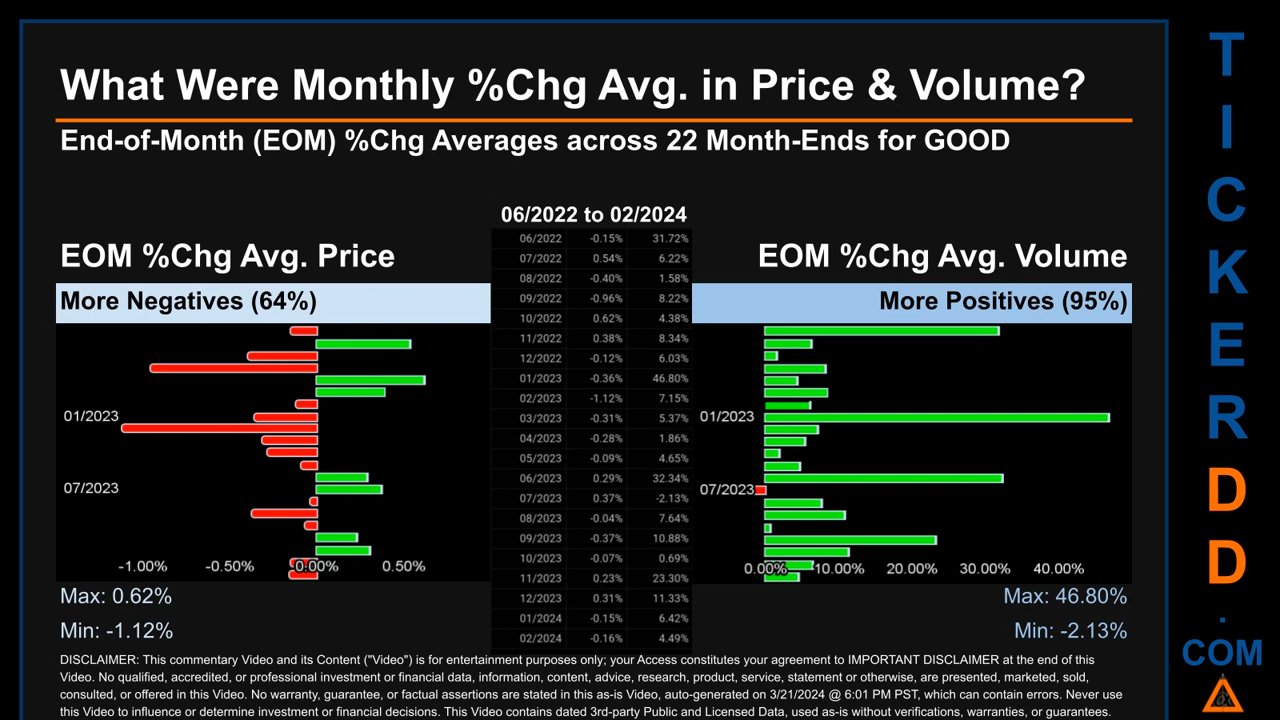 What Were Monthly %Chg Avg. in Price & Volume?
End-of-Month (EOM) %Chg Averages across 22 Month-Ends for GOOD
06/2022 to 02/2024
EOM %Chg Avg. Price
EOM %Chg Avg. Volume
More Negatives (64%)
More Positives (95%)
06/2022 -0.15% 31.72%
07/2022 0.54% 6.22%
08/2022 -0.40% 1.58%
09/2022 -0.96% 8.22%
10/2022 0.62% 4.38%
11/2022 0.38% 8.34%
12/2022 -0.12% 6.03%
01/2023 -0.36% 46.80%
02/2023 -1.12% 7.15%
03/2023 -0.31% 5.37%
04/2023 -0.28% 1.86%
05/2023 -0.09% 4.65%
06/2023 0.29% 32.34%
07/2023 0.37% -2.13%
08/2023 -0.04% 7.64%
09/2023 -0.37% 10.88%
10/2023 -0.07% 0.69%
11/2023 0.23% 23.30%
12/2023 0.31% 11.33%
01/2024 -0.15% 6.42%
02/2024 -0.16% 4.49%
01/2023
07/2023
-1.00% -0.50% 0.00% 0.50%
01/2023
07/2023
0.00% 10.00% 20.00% 30.00% 40.00%
Max: 0.62%
Min: -1.12%
Max: 46.80%
Min: -2.13%
DISCLAIMER: This commentary Video and its Content ("Video") is for entertainment purposes only; your Access constitutes your agreement to IMPORTANT DISCLAIMER at the end of this
Video. No qualified, accredited, or professional investment or financial data, information, content, advice, research, product, service, statement or otherwise, are presented, marketed, sold,
consulted, or offered in this Video. No warranty, guarantee, or factual assertions are stated in this as-is Video, auto-generated on 3/21/2024 @ 6:01 PM PST, which can contain errors. Never use
this Video to influence or determine investment or financial decisions. This Video contains dated 3rd-party Public and Licensed Data, used as-is without verifications, warranties, or guarantees.
T
I
C
K
E
R
D
D
.
COM